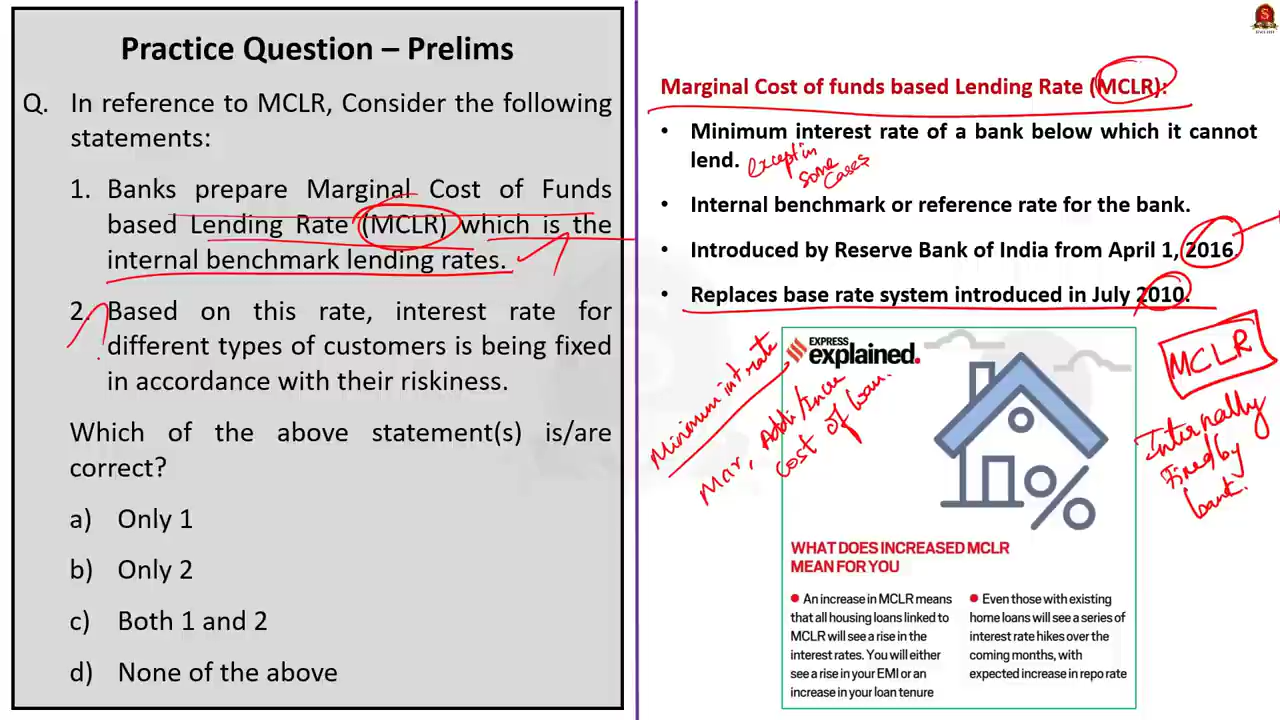 Practice Question – Prelims
Q. In reference to MCLR, Consider the following
statements:
1. Banks prepare Marginal Cost of Funds
based Lending Rate (MCLR) which is the
internal benchmark lending rates.
2. Based on this rate, interest rate for
different types of customers is being fixed
in accordance with their riskiness.
Which of the above statement(s) is/are
correct?
a) Only 1
b) Only 2
c) Both 1 and 2
d) None of the above
Marginal Cost of funds based Lending Rate (MCLR):
• Minimum interest rate of a bank below which it cannot
lend.
except in
some
cases
• Internal benchmark or reference rate for the bank.
• Introduced by Reserve Bank of India from April 1, 2016.
• Replaces base rate system introduced in July 2010.
Minimum int rate
Mar, Addi/Incre
cost of loan.
EXPRESS
explained.
MCLR
Internally
Fixed by
bank.
WHAT DOES INCREASED MCLR
MEAN FOR YOU
• An increase in MCLR means
that all housing loans linked to
MCLR will see a rise in the
interest rates. You will either
see a rise in your EMI or an
increase in your loan tenure
• Even those with existing
home loans will see a series of
interest rate hikes over the
coming months, with
expected increase in repo rate